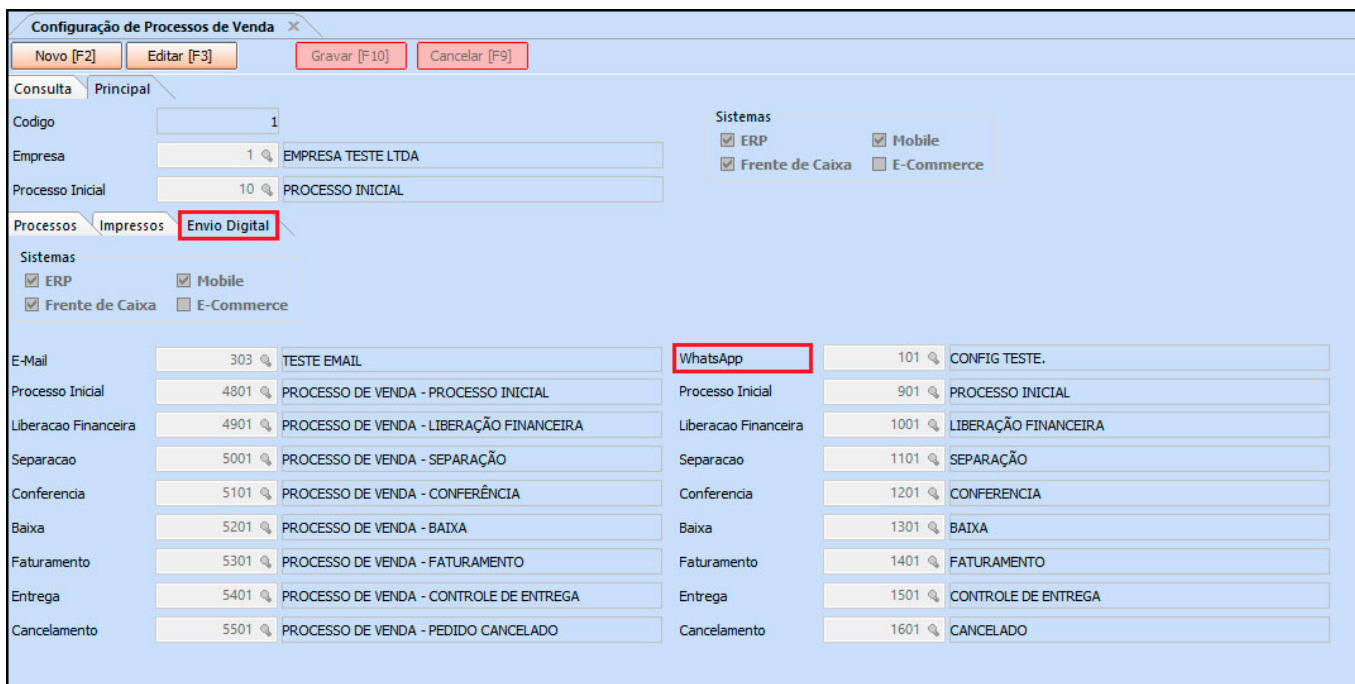 Configuração de Processos de Venda
Novo [F2] Editar [F3] Gravar [F10] Cancelar [F9]
Consulta Principal
Codigo 1
Empresa 1 EMPRESA TESTE LTDA
Processo Inicial 10 PROCESSO INICIAL
Sistemas
ERP Mobile
Frente de Caixa E-Commerce
Processos Impressos Envio Digital
Sistemas
ERP Mobile
Frente de Caixa E-Commerce
E-Mail 303 TESTE EMAIL WhatsApp 101 CONFIG TESTE.
Processo Inicial 4801 PROCESSO DE VENDA - PROCESSO INICIAL Processo Inicial 901 PROCESSO INICIAL
Liberacao Financeira 4901 PROCESSO DE VENDA - LIBERAÇÃO FINANCEIRA Liberacao Financeira 1001 LIBERAÇÃO FINANCEIRA
Separacao 5001 PROCESSO DE VENDA - SEPARAÇÃO Separacao 1101 SEPARAÇÃO
Conferencia 5101 PROCESSO DE VENDA - CONFERÊNCIA Conferencia 1201 CONFERENCIA
Baixa 5201 PROCESSO DE VENDA - BAIXA Baixa 1301 BAIXA
Faturamento 5301 PROCESSO DE VENDA - FATURAMENTO Faturamento 1401 FATURAMENTO
Entrega 5401 PROCESSO DE VENDA - CONTROLE DE ENTREGA Entrega 1501 CONTROLE DE ENTREGA
Cancelamento 5501 PROCESSO DE VENDA - PEDIDO CANCELADO Cancelamento 1601 CANCELADO